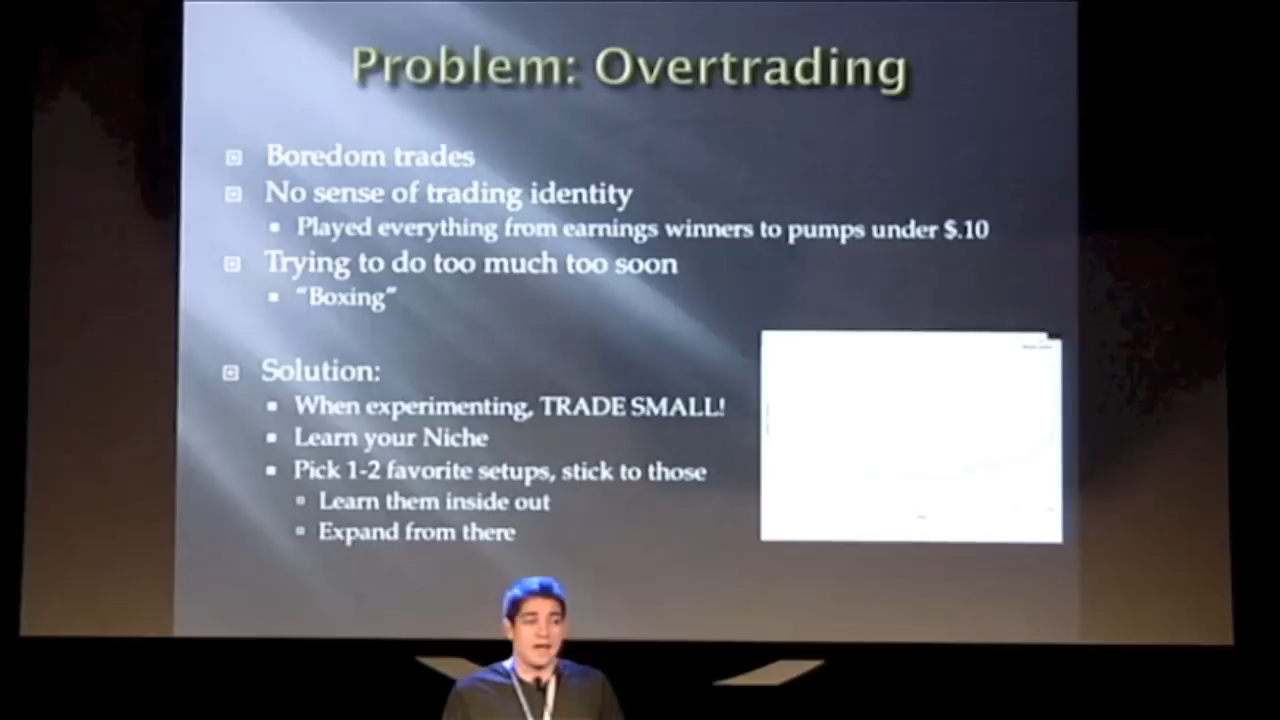 Problem: Overtrading
Boredom trades
No sense of trading identity
Played everything from earnings winners to pumps under $.10
Trying to do too much too soon
"Boxing"
Solution:
When experimenting, TRADE SMALL!
Learn your Niche
Pick 1-2 favorite setups, stick to those
Learn them inside out
Expand from there